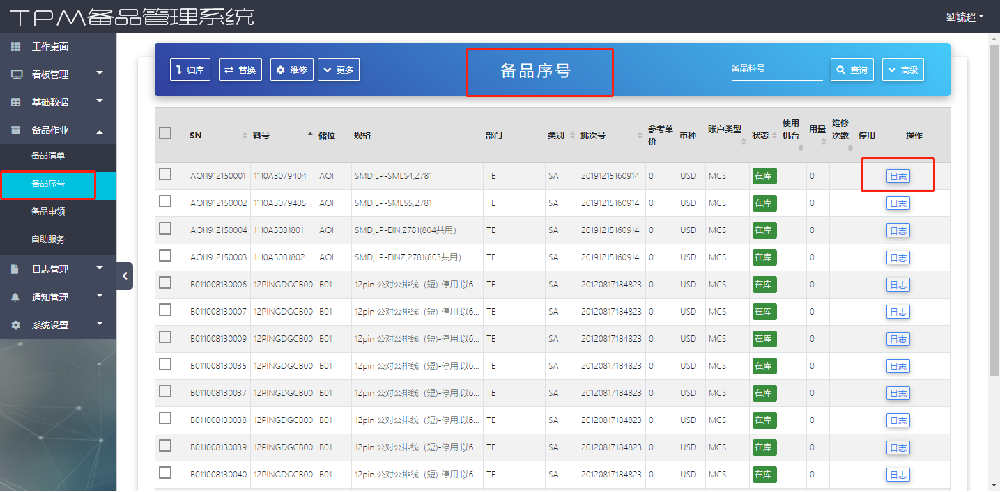 TPM备品管理系统
劉毓超
工作桌面
看板管理
基础数据
备品作业
备品清单
备品序号
备品申领
自助服务
日志管理
通知管理
系统设置
归库 替换 维修 更多 备品序号 备品料号 查询 高级
SN 料号 储位 规格 部门 类别 批次号 参考单价 币种 账户类型 状态 使用机台 用量 维修次数 停用 操作
AOI1912150001 1110A3079404 AOI SMD,LP-SMLS4,2781 TE SA 20191215160914 0 USD MCS 在库 0 日志
AOI1912150002 1110A3079405 AOI SMD,LP-SMLS5,2781 TE SA 20191215160914 0 USD MCS 在库 0 日志
AOI1912150004 1110A3081801 AOI SMD,LP-EIN,2781(804共用) TE SA 20191215160914 0 USD MCS 在库 0 日志
AOI1912150003 1110A3081802 AOI SMD,LP-EINZ,2781(803共用) TE SA 20191215160914 0 USD MCS 在库 0 日志
B011008130006 12PINGDGCB00 B01 12pin 公对公排线（短)-停用,以6... TE SA 20120817184823 0 USD MCS 在库 0 日志
B011008130007 12PINGDGCB00 B01 12pin 公对公排线（短)-停用,以6... TE SA 20120817184823 0 USD MCS 在库 0 日志
B011008130009 12PINGDGCB00 B01 12pin 公对公排线（短)-停用,以6... TE SA 20120817184823 0 USD MCS 在库 0 日志
B011008130035 12PINGDGCB00 B01 12pin 公对公排线（短)-停用,以6... TE SA 20120817184823 0 USD MCS 在库 0 日志
B011008130037 12PINGDGCB00 B01 12pin 公对公排线（短)-停用,以6... TE SA 20120817184823 0 USD MCS 在库 0 日志
B011008130038 12PINGDGCB00 B01 12pin 公对公排线（短)-停用,以6... TE SA 20120817184823 0 USD MCS 在库 0 日志
B011008130039 12PINGDGCB00 B01 12pin 公对公排线（短)-停用,以6... TE SA 20120817184823 0 USD MCS 在库 0 日志
B011008130040 12PINGDGCB00 B01 12pin 公对公排线（短)-停用,以6... TE SA 20120817184823 0 USD MCS 在库 0 日志